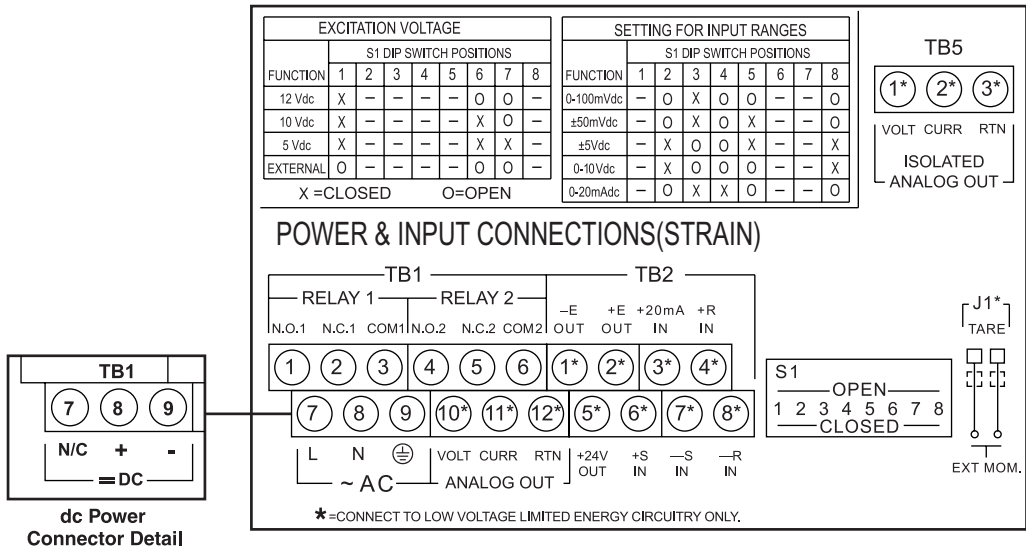 EXCITATION VOLTAGE
S1 DIP SWITCH POSITIONS
FUNCTION 1 2 3 4 5 6 7 8
12 Vdc X – – – – O O –
10 Vdc X – – – – X O –
5 Vdc X – – – – X X –
EXTERNAL O – – – – O O –
X =CLOSED O=OPEN
SETTING FOR INPUT RANGES
S1 DIP SWITCH POSITIONS
FUNCTION 1 2 3 4 5 6 7 8
0-100mVdc – O X O O – – O
±50mVdc – O X O X – – O
±5Vdc – X O O X – – X
0-10Vdc – X O O O – – X
0-20mAdc – O X X O – – O
TB5
1* 2* 3*
VOLT CURR RTN
ISOLATED
ANALOG OUT
POWER & INPUT CONNECTIONS(STRAIN)
TB1 TB2
RELAY 1 RELAY 2
–E +E +20mA +R
N.O.1 N.C.1 COM1 N.O.2 N.C.2 COM2 OUT OUT IN IN
1 2 3 4 5 6 1* 2* 3* 4*
7 8 9 10* 11* 12* 5* 6* 7* 8*
L N VOLT CURR RTN +24V +S —S —R
OUT IN IN IN
~ AC ANALOG OUT
*=CONNECT TO LOW VOLTAGE LIMITED ENERGY CIRCUITRY ONLY.
S1
OPEN
1 2 3 4 5 6 7 8
CLOSED
J1*
TARE
EXT MOM.
TB1
7 8 9
N/C + -
DC
dc Power
Connector Detail